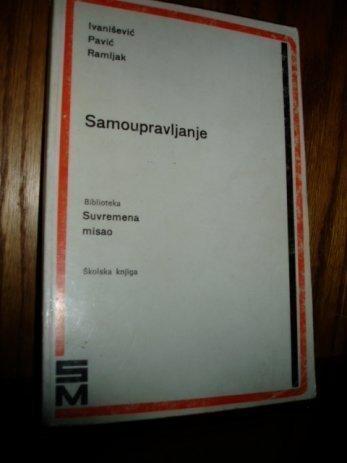 Ivanišević
Pavić
Ramljak
Samoupravljanje
Biblioteka
Suvremena
misao
Školska knjiga
SM